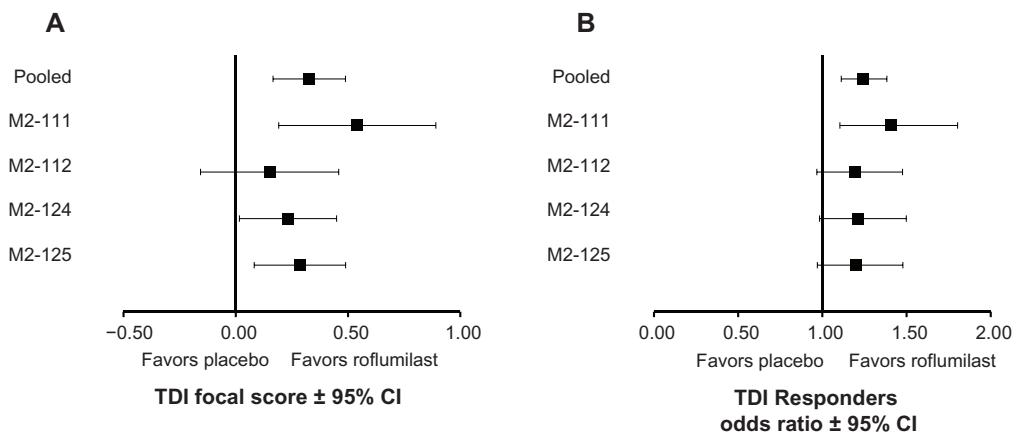 A
Pooled
M2-111
M2-112
M2-124
M2-125
−0.50 0.00 0.50 1.00
Favors placebo Favors roflumilast
TDI focal score ± 95% CI
B
Pooled
M2-111
M2-112
M2-124
M2-125
0.00 0.50 1.00 1.50 2.00
Favors placebo Favors roflumilast
TDI Responders
odds ratio ± 95% CI